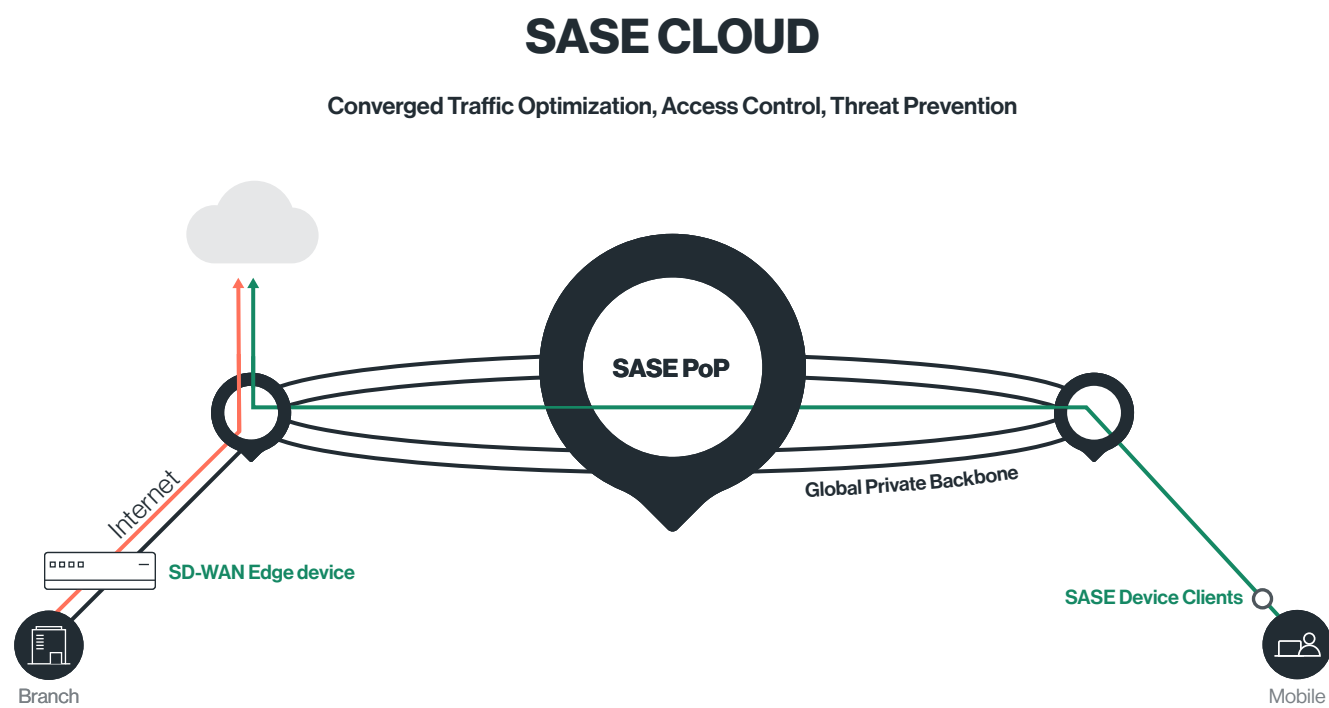 SASE CLOUD
Converged Traffic Optimization, Access Control, Threat Prevention
SASE PoP
Internet
Global Private Backbone
SD-WAN Edge device
SASE Device Clients
Branch
Mobile